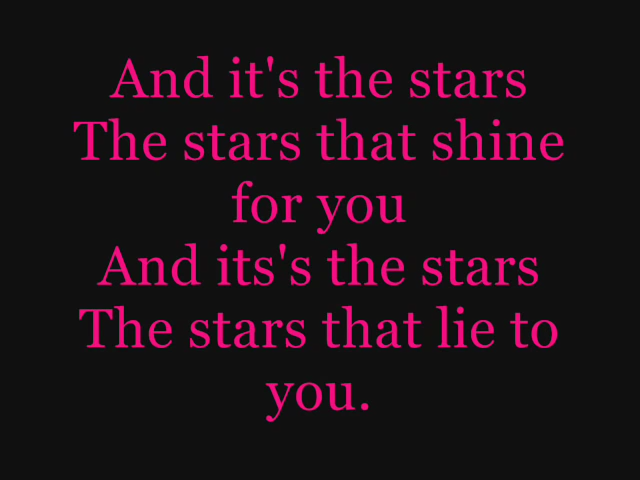 And it's the stars
The stars that shine
for you
And its's the stars
The stars that lie to
you.